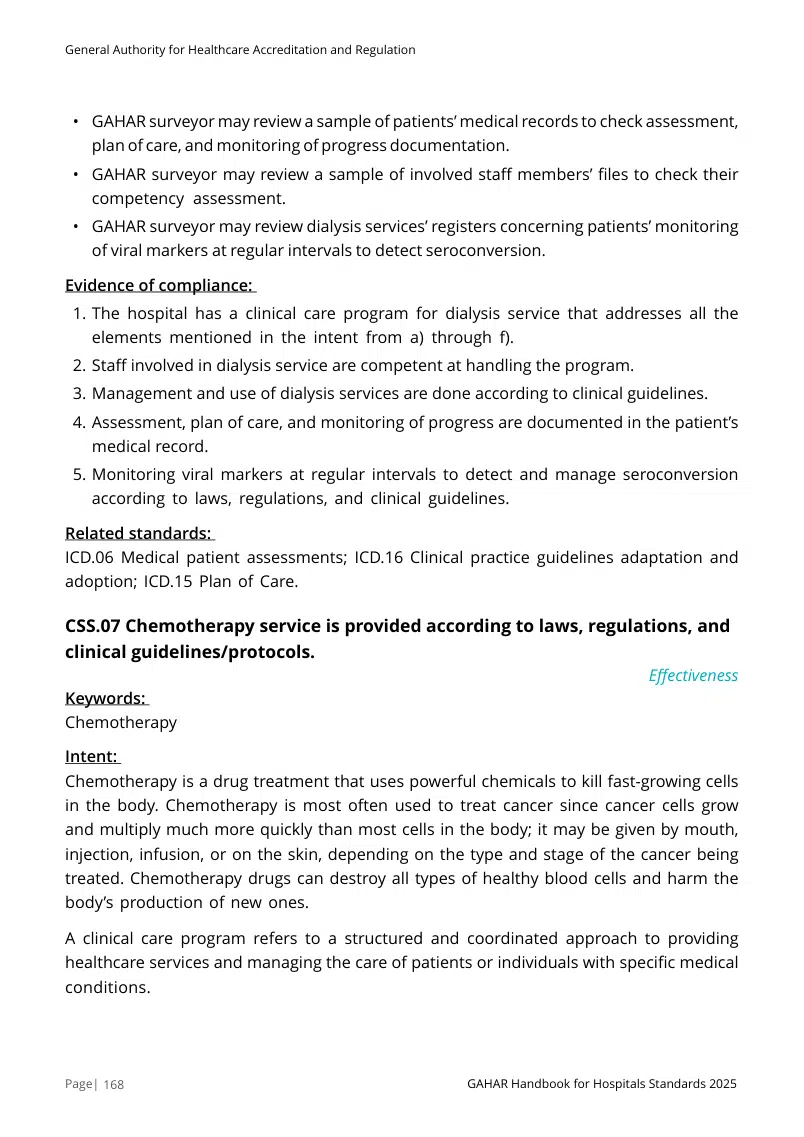 General Authority for Healthcare Accreditation and Regulation
• GAHAR surveyor may review a sample of patients’ medical records to check assessment,
plan of care, and monitoring of progress documentation.
• GAHAR surveyor may review a sample of involved staff members’ files to check their
competency assessment.
• GAHAR surveyor may review dialysis services’ registers concerning patients’ monitoring
of viral markers at regular intervals to detect seroconversion.
Evidence of compliance:
1. The hospital has a clinical care program for dialysis service that addresses all the
elements mentioned in the intent from a) through f).
2. Staff involved in dialysis service are competent at handling the program.
3. Management and use of dialysis services are done according to clinical guidelines.
4. Assessment, plan of care, and monitoring of progress are documented in the patient’s
medical record.
5. Monitoring viral markers at regular intervals to detect and manage seroconversion
according to laws, regulations, and clinical guidelines.
Related standards:
ICD.06 Medical patient assessments; ICD.16 Clinical practice guidelines adaptation and
adoption; ICD.15 Plan of Care.
CSS.07 Chemotherapy service is provided according to laws, regulations, and
clinical guidelines/protocols.
Effectiveness
Keywords:
Chemotherapy
Intent:
Chemotherapy is a drug treatment that uses powerful chemicals to kill fast-growing cells
in the body. Chemotherapy is most often used to treat cancer since cancer cells grow
and multiply much more quickly than most cells in the body; it may be given by mouth,
injection, infusion, or on the skin, depending on the type and stage of the cancer being
treated. Chemotherapy drugs can destroy all types of healthy blood cells and harm the
body’s production of new ones.
A clinical care program refers to a structured and coordinated approach to providing
healthcare services and managing the care of patients or individuals with specific medical
conditions.
Page| 168
GAHAR Handbook for Hospitals Standards 2025